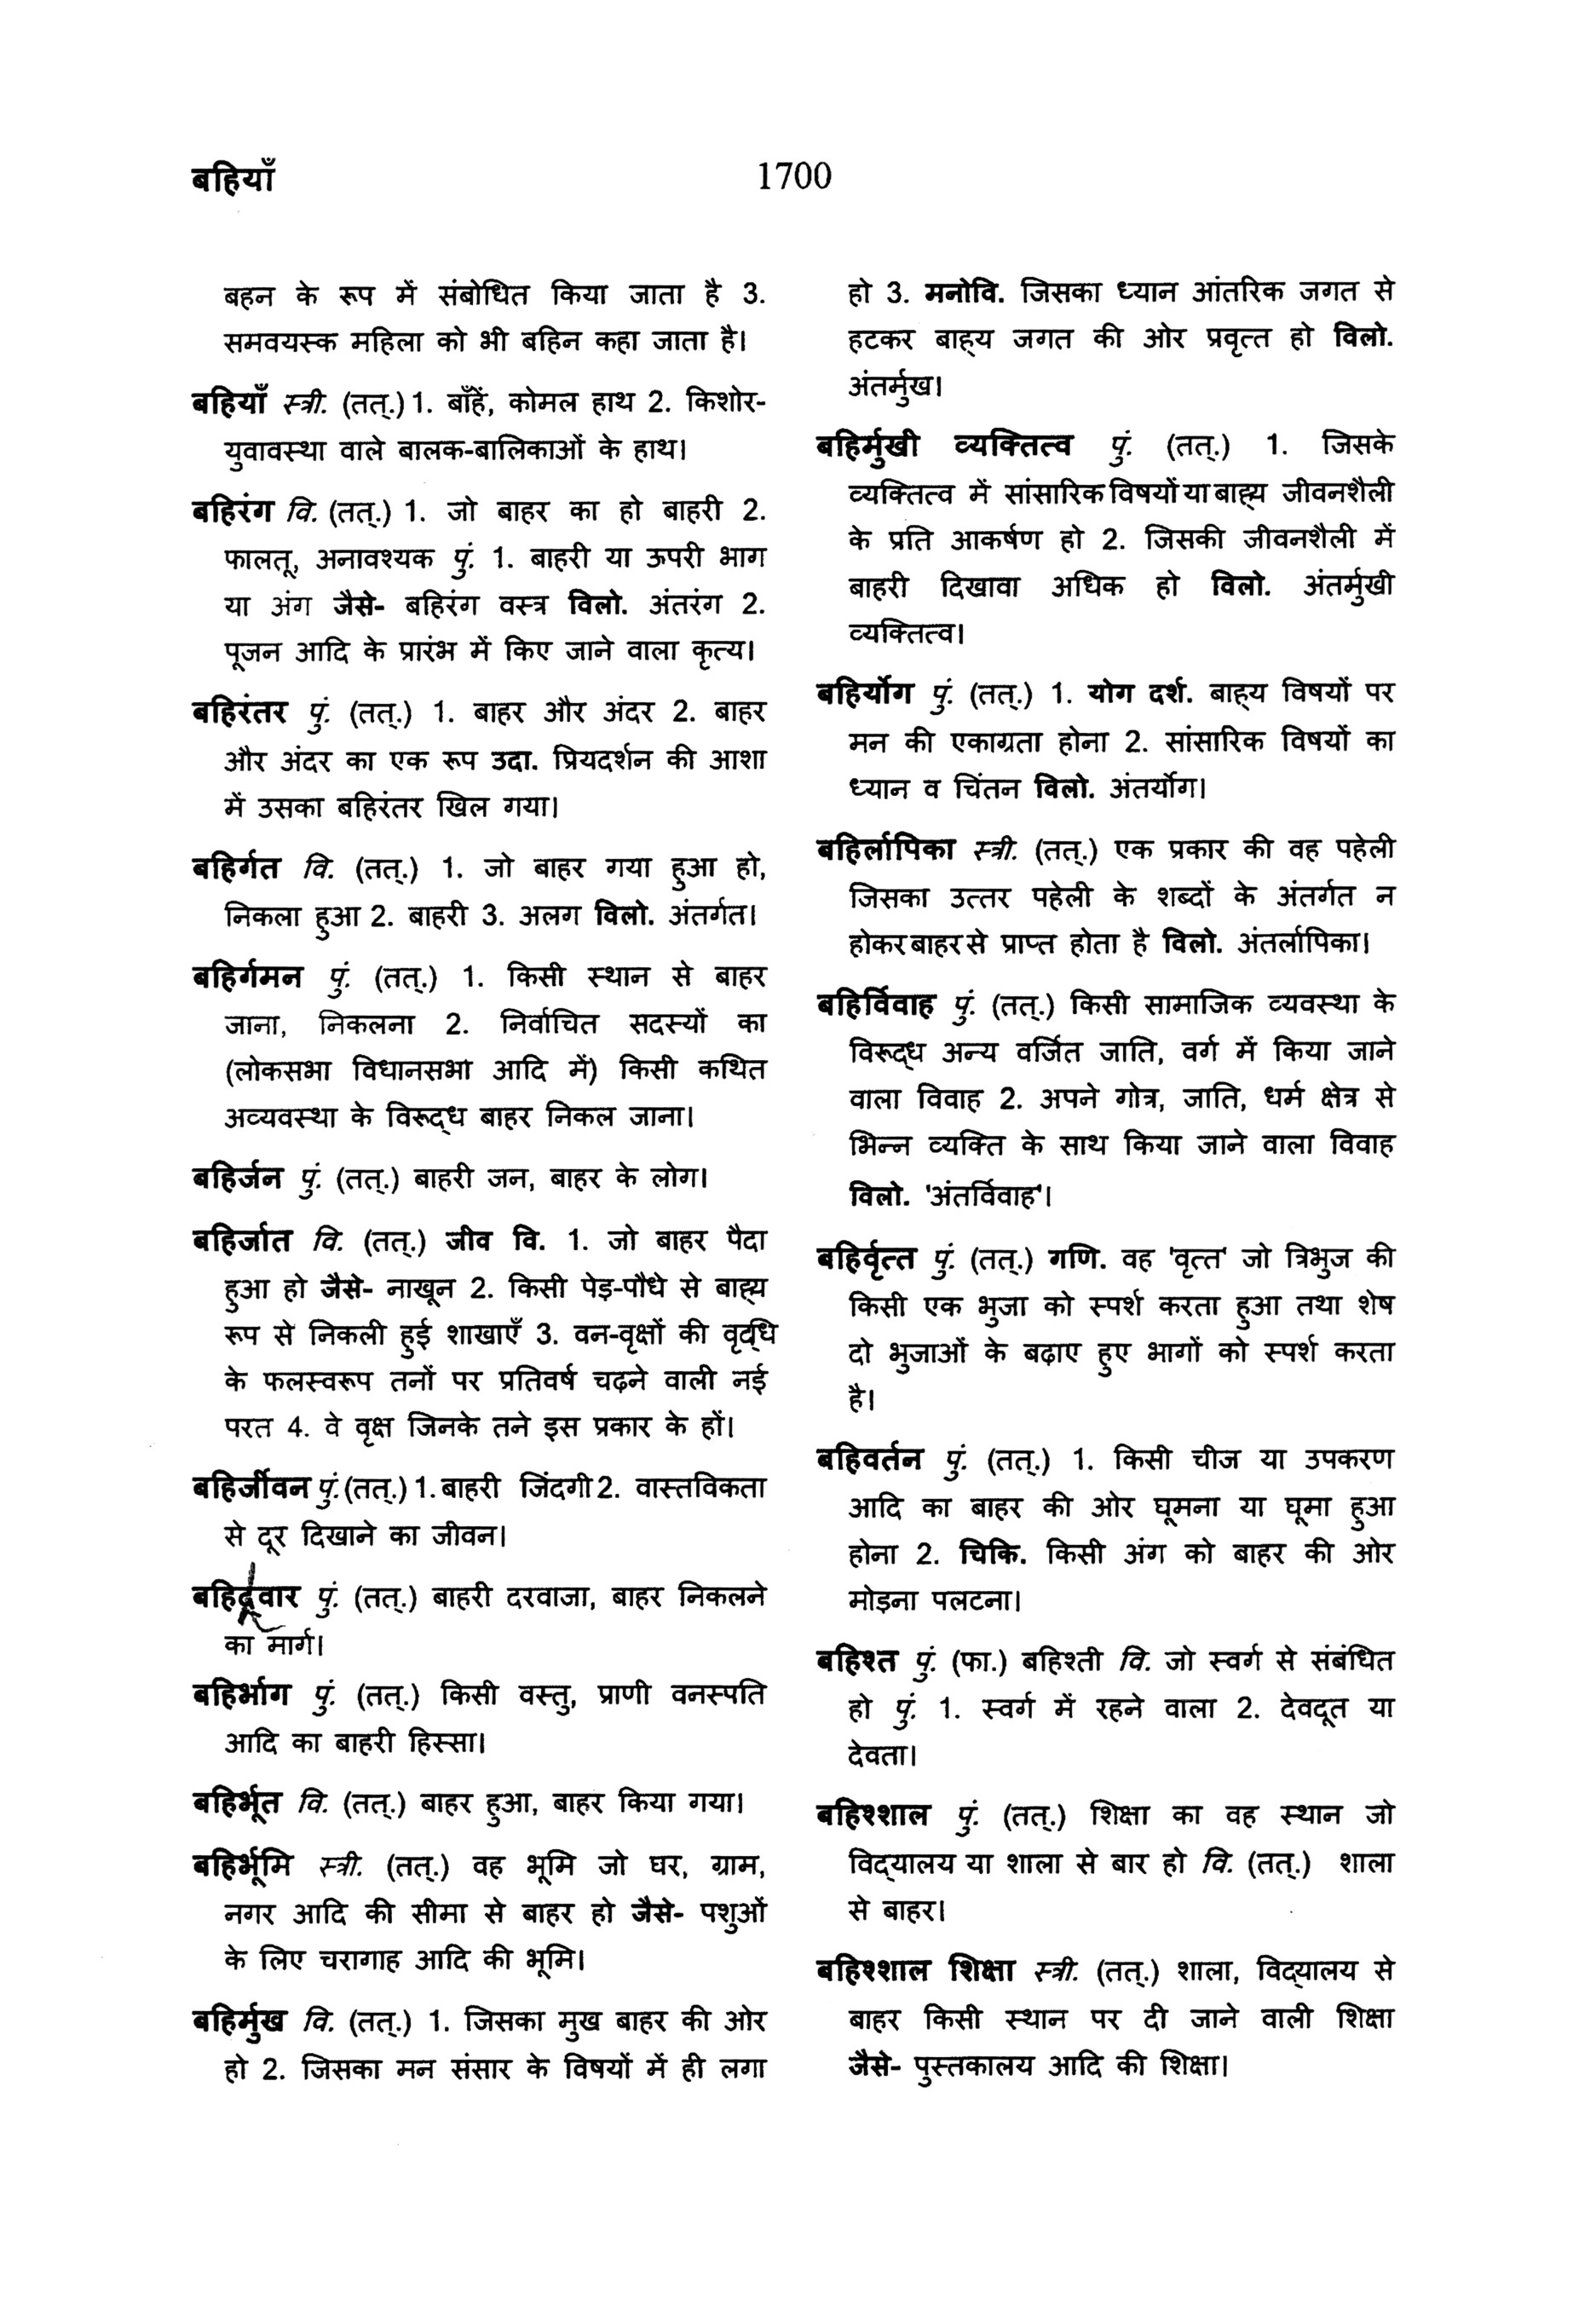 बहियाँ
1700
बहन के रूप में संबोधित किया जाता है 3.
समवयस्क महिला को भी बहिन कहा जाता है।
बहियाँ स्त्री. (तत्.) 1. बाँहें, कोमल हाथ 2. किशोर-
युवावस्था वाले बालक-बालिकाओं के हाथ।
बहिरंग वि. (तत्.) 1. जो बाहर का हो बाहरी 2.
फालतू, अनावश्यक पुं. 1. बाहरी या ऊपरी भाग
या अंग जैसे- बहिरंग वस्त्र विलो. अंतरंग 2.
पूजन आदि के प्रारंभ में किए जाने वाला कृत्य।
बहिरंतर पुं. (तत्.) 1. बाहर और अंदर 2. बाहर
और अंदर का एक रूप उदा. प्रियदर्शन की आशा
में उसका बहिरंतर खिल गया।
बहिर्गत वि. (तत्.) 1. जो बाहर गया हुआ हो,
निकला हुआ 2. बाहरी 3. अलग विलो. अंतर्गत।
बहिर्गमन पुं. (तत्.) 1. किसी स्थान से बाहर
जाना, निकलना 2. निर्वाचित सदस्यों का
(लोकसभा विधानसभा आदि में) किसी कथित
अव्यवस्था के विरूद्ध बाहर निकल जाना।
बहिर्जन पुं. (तत्.) बाहरी जन, बाहर के लोग।
बहिर्जात वि. (तत्.) जीव वि. 1. जो बाहर पैदा
हुआ हो जैसे- नाखून 2. किसी पेड़-पौधे से बाह्य
रूप से निकली हुई शाखाएँ 3. वन-वृक्षों की वृद्धि
के फलस्वरूप तनों पर प्रतिवर्ष चढ़ने वाली नई
परत 4. वे वृक्ष जिनके तने इस प्रकार के हों।
बहिर्जीवन पुं. (तत्.) 1. बाहरी जिंदगी 2. वास्तविकता
से दूर दिखाने का जीवन।
बहिर्द्वार पुं. (तत्.) बाहरी दरवाजा, बाहर निकलने
का मार्ग।
बहिर्भाग पुं. (तत्.) किसी वस्तु, प्राणी वनस्पति
आदि का बाहरी हिस्सा।
बहिर्भूत वि. (तत्.) बाहर हुआ, बाहर किया गया।
बहिर्भूमि स्त्री. (तत्.) वह भूमि जो घर, ग्राम,
नगर आदि की सीमा से बाहर हो जैसे- पशुओं
के लिए चरागाह आदि की भूमि।
बहिर्मुख वि. (तत्.) 1. जिसका मुख बाहर की ओर
हो 2. जिसका मन संसार के विषयों में ही लगा
हो 3. मनोवि. जिसका ध्यान आंतरिक जगत से
हटकर बाह्य जगत की ओर प्रवृत्त हो विलो.
अंतर्मुख।
बहिर्मुखी व्यक्तित्व पुं. (तत्.) 1. जिसके
व्यक्तित्व में सांसारिक विषयों या बाह्य जीवनशैली
के प्रति आकर्षण हो 2. जिसकी जीवनशैली में
बाहरी दिखावा अधिक हो विलो. अंतर्मुखी
व्यक्तित्व।
बहिर्योग पुं. (तत्.) 1. योग दर्श. बाह्य विषयों पर
मन की एकाग्रता होना 2. सांसारिक विषयों का
ध्यान व चिंतन विलो. अंतर्योग।
बहिर्लापिका स्त्री. (तत्.) एक प्रकार की वह पहेली
जिसका उत्तर पहेली के शब्दों के अंतर्गत न
होकर बाहर से प्राप्त होता है विलो. अंतर्लापिका।
बहिर्विवाह पुं. (तत्.) किसी सामाजिक व्यवस्था के
विरूद्ध अन्य वर्जित जाति, वर्ग में किया जाने
वाला विवाह 2. अपने गोत्र, जाति, धर्म क्षेत्र से
भिन्न व्यक्ति के साथ किया जाने वाला विवाह
विलो. 'अंतर्विवाह'।
बहिर्वृत्त पुं. (तत्.) गणि. वह 'वृत्त' जो त्रिभुज की
किसी एक भुजा को स्पर्श करता हुआ तथा शेष
दो भुजाओं के बढ़ाए हुए भागों को स्पर्श करता
है।
बहिवर्तन पुं. (तत्.) 1. किसी चीज या उपकरण
आदि का बाहर की ओर घूमना या घूमा हुआ
होना 2. चिकि. किसी अंग को बाहर की ओर
मोड़ना पलटना।
बहिश्त पुं. (फा.) बहिश्ती वि. जो स्वर्ग से संबंधित
हो पुं. 1. स्वर्ग में रहने वाला 2. देवदूत या
देवता।
बहिश्शाल पुं. (तत्.) शिक्षा का वह स्थान जो
विद्यालय या शाला से बार हो वि. (तत्.) शाला
से बाहर।
बहिश्शाल शिक्षा स्त्री. (तत्.) शाला, विद्यालय से
बाहर किसी स्थान पर दी जाने वाली शिक्षा
जैसे- पुस्तकालय आदि की शिक्षा।